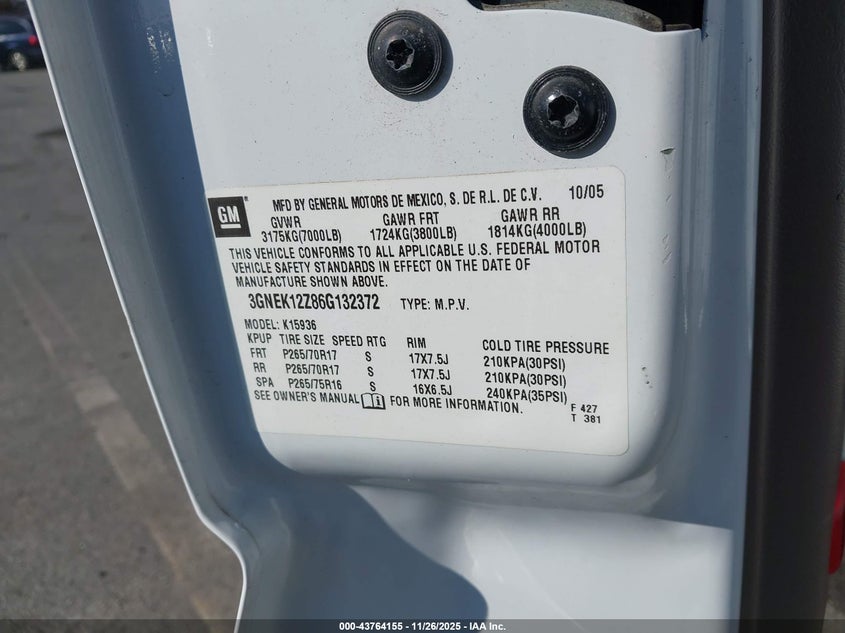 GM
MFD BY GENERAL MOTORS DE MEXICO, S. DE R.L. DE C.V. 10/05
GVWR GAWR FRT GAWR RR
3175KG(7000LB) 1724KG(3800LB) 1814KG(4000LB)
THIS VEHICLE CONFORMS TO ALL APPLICABLE U.S. FEDERAL MOTOR
VEHICLE SAFETY STANDARDS IN EFFECT ON THE DATE OF
MANUFACTURE SHOWN ABOVE.
3GNEK12Z86G132372 TYPE: M.P.V.
MODEL: K15936
KPUP TIRE SIZE SPEED RTG RIM COLD TIRE PRESSURE
FRT P265/70R17 S 17X7.5J 210KPA(30PSI)
RR P265/70R17 S 17X7.5J 210KPA(30PSI)
SPA P265/75R16 S 16X6.5J 240KPA(35PSI)
SEE OWNER'S MANUAL FOR MORE INFORMATION.
F 427
T 381
000-43764155 - 11/26/2025 - IAA Inc.